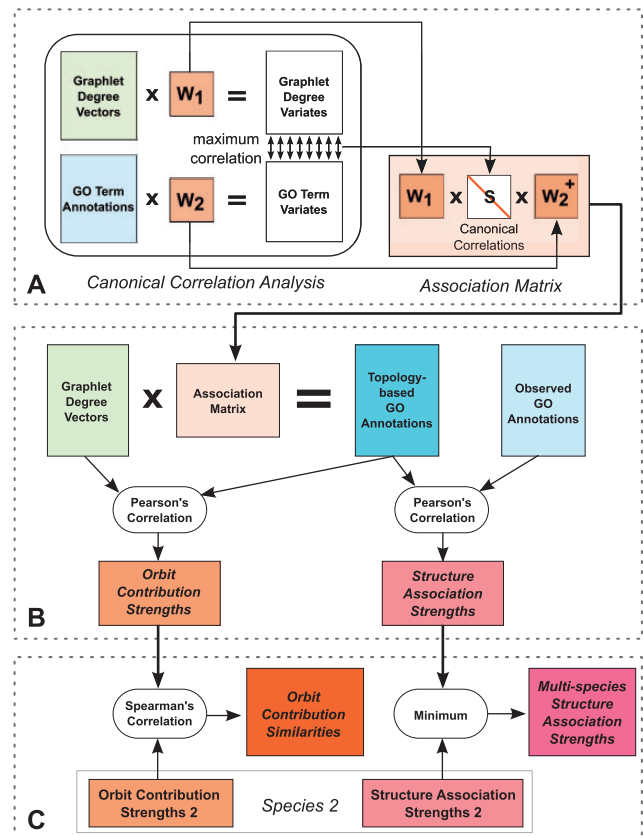 Graphlet
Degree
Vectors
x
W1
=
Graphlet
Degree
Variates
maximum
correlation
GO Term
Annotations
x
W2
=
GO Term
Variates
W1
x
S
x
W2+
Canonical
Correlations
A
Canonical Correlation Analysis
Association Matrix
Graphlet
Degree
Vectors
x
Association
Matrix
=
Topology-
based
GO
Annotations
Observed
GO
Annotations
Pearson's
Correlation
Pearson's
Correlation
Orbit
Contribution
Strengths
Structure
Association
Strengths
B
Spearman's
Correlation
Orbit
Contribution
Similarities
Minimum
Multi-species
Structure
Association
Strengths
Orbit Contribution
Strengths 2
Species 2
Structure Association
Strengths 2
C